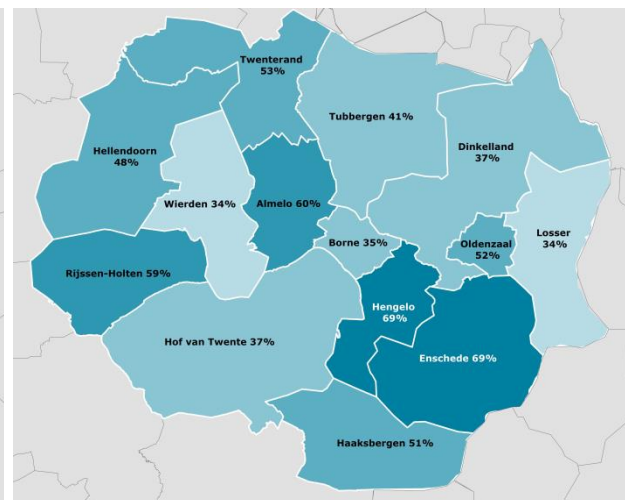 Twenterand
53%
Tubbergen 41%
Dinkelland
37%
Hellendoorn
48%
Wierden 34%
Almelo 60%
Losser
34%
Borne 35%
Oldenzaal
52%
Rijssen-Holten 59%
Hengelo
69%
Hof van Twente 37%
Enschede 69%
Haaksbergen 51%